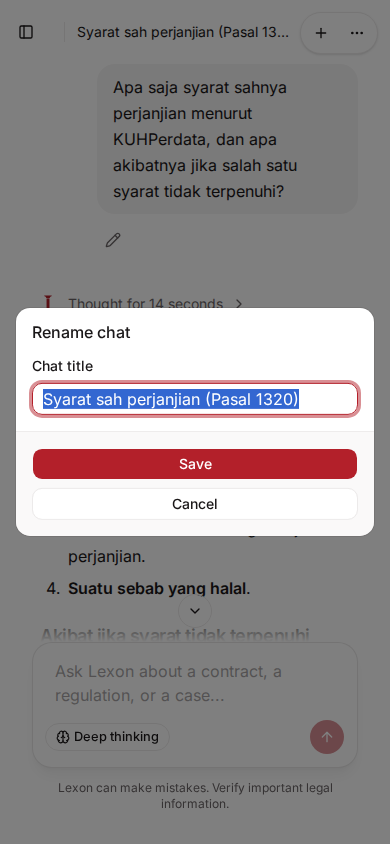 Syarat sah perjanjian (Pasal 13...
Apa saja syarat sahnya
perjanjian menurut
KUHPerdata, dan apa
akibatnya jika salah satu
syarat tidak terpenuhi?
Thought for 14 seconds
Rename chat
Chat title
Syarat sah perjanjian (Pasal 1320)
Save
Cancel
perjanjian.
4. Suatu sebab yang halal.
Akibat jika syarat tidak terpenuhi
Ask Lexon about a contract, a
regulation, or a case...
Deep thinking
Lexon can make mistakes. Verify important legal
information.